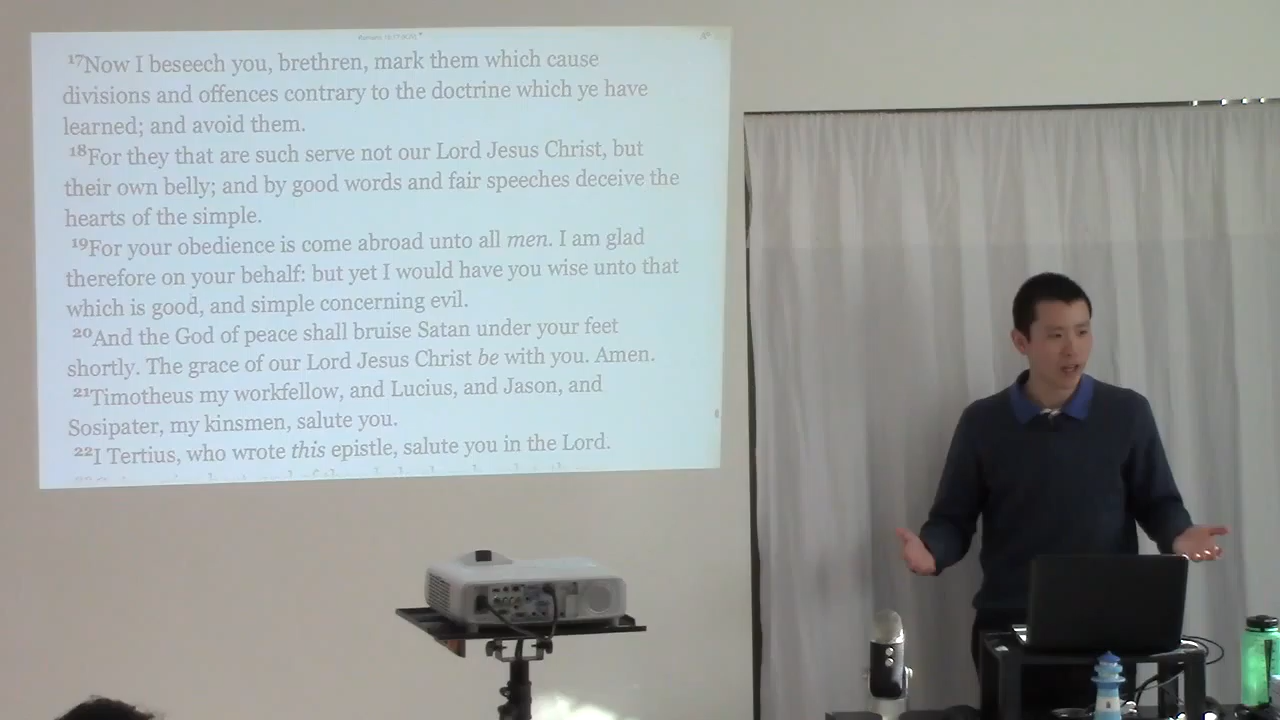 ¹⁷Now I beseech you, brethren, mark them which cause
divisions and offences contrary to the doctrine which ye have
learned; and avoid them.
¹⁸For they that are such serve not our Lord Jesus Christ, but
their own belly; and by good words and fair speeches deceive the
hearts of the simple.
¹⁹For your obedience is come abroad unto all men. I am glad
therefore on your behalf: but yet I would have you wise unto that
which is good, and simple concerning evil.
²⁰And the God of peace shall bruise Satan under your feet
shortly. The grace of our Lord Jesus Christ be with you. Amen.
²¹Timotheus my workfellow, and Lucius, and Jason, and
Sosipater, my kinsmen, salute you.
²²I Tertius, who wrote this epistle, salute you in the Lord.